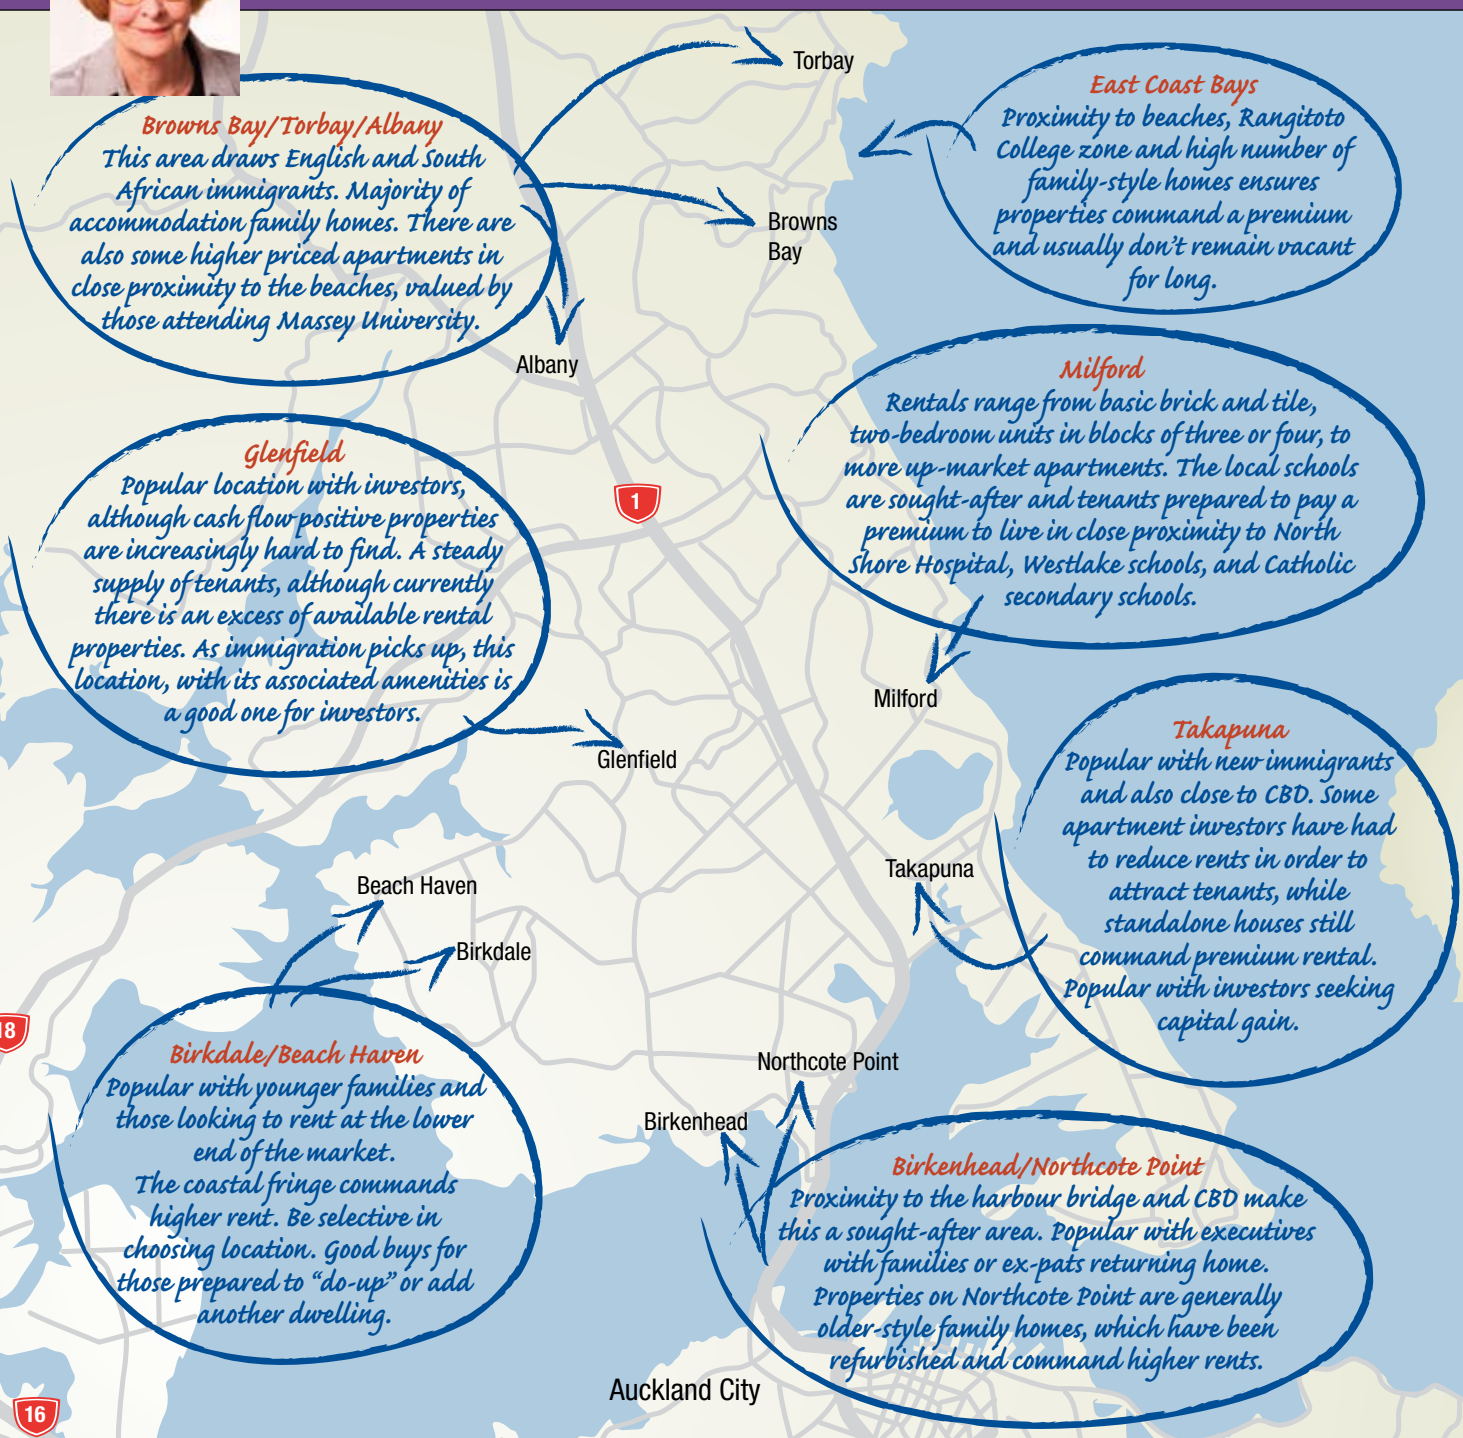 Torbay
East Coast Bays
Proximity to beaches, Rangitoto
College zone and high number of
family-style homes ensures
properties command a premium
and usually don't remain vacant
for long.
Browns Bay/Torbay/Albany
This area draws English and South
African immigrants. Majority of
accommodation family homes. There are
also some higher priced apartments in
close proximity to the beaches, valued by
those attending Massey University.
Browns
Bay
Albany
Milford
Rentals range from basic brick and tile,
two-bedroom units in blocks of three or four, to
more up-market apartments. The local schools
are sought-after and tenants prepared to pay a
premium to live in close proximity to North
Shore Hospital, Westlake schools, and Catholic
secondary schools.
Glenfield
Popular location with investors,
although cash flow positive properties
are increasingly hard to find. A steady
supply of tenants, although currently
there is an excess of available rental
properties. As immigration picks up, this
location, with its associated amenities is
a good one for investors.
1
Milford
Glenfield
Takapuna
Popular with new immigrants
and also close to CBD. Some
apartment investors have had
to reduce rents in order to
attract tenants, while
standalone houses still
command premium rental.
Popular with investors seeking
capital gain.
Takapuna
Beach Haven
Birkdale
18
Birkdale/Beach Haven
Popular with younger families and
those looking to rent at the lower
end of the market.
The coastal fringe commands
higher rent. Be selective in
choosing location. Good buys for
those prepared to "do-up" or add
another dwelling.
Northcote Point
Birkenhead
Birkenhead/Northcote Point
Proximity to the harbour bridge and CBD make
this a sought-after area. Popular with executives
with families or ex-pats returning home.
Properties on Northcote Point are generally
older-style family homes, which have been
refurbished and command higher rents.
Auckland City
16